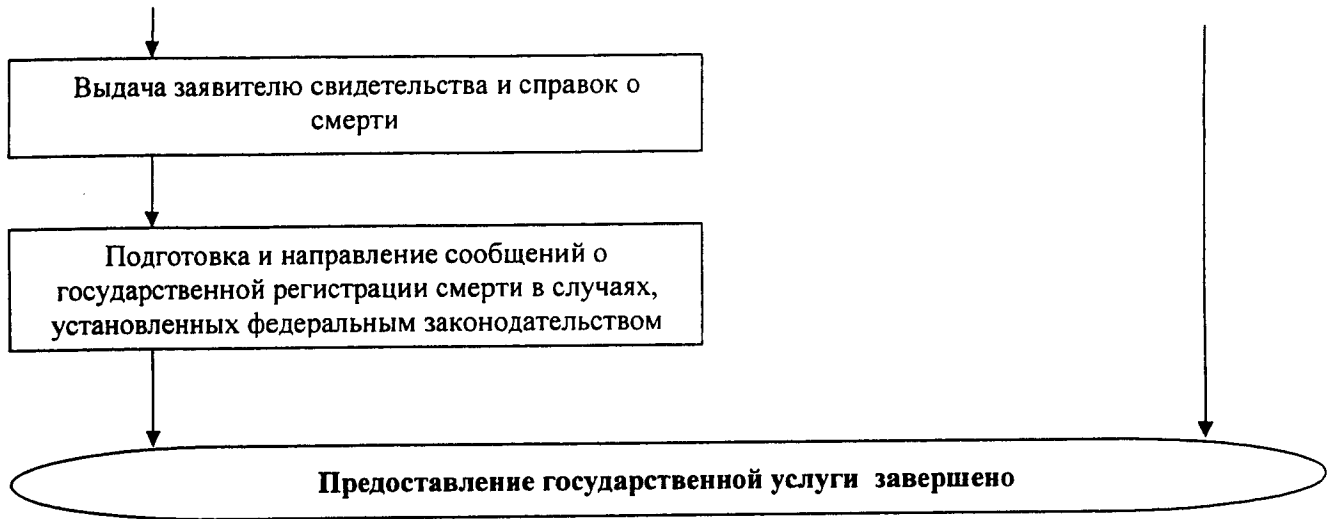 Выдача заявителю свидетельства и справок о
смерти
Подготовка и направление сообщений о
государственной регистрации смерти в случаях,
установленных федеральным законодательством
Предоставление государственной услуги завершено